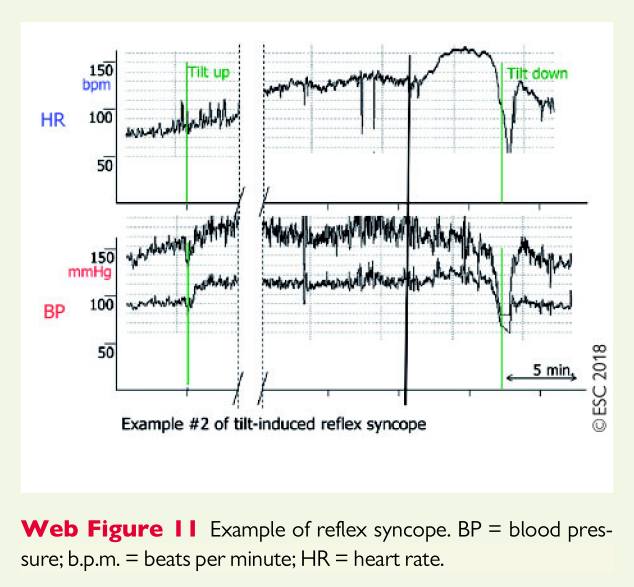 150
bpm
Tilt up
Tilt down
HR
100
50
150
mmHg
100
BP
50
5 min.
© ESC 2018
Example #2 of tilt-induced reflex syncope
Web Figure 11 Example of reflex syncope. BP = blood pres-
sure; b.p.m. = beats per minute; HR = heart rate.